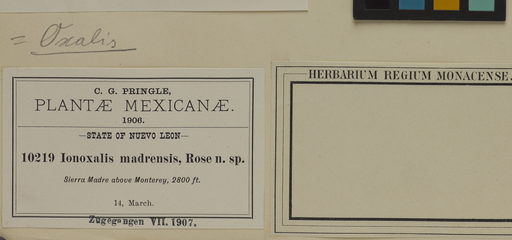 = Oxalis
C. G. PRINGLE,
PLANTÆ MEXICANÆ.
1906.
—STATE OF NUEVO LEON—
10219 Ionoxalis madrensis, Rose n. sp.
Sierra Madre above Monterey, 2800 ft.
14, March.
Zugegangen VII. 1907.
HERBARIUM REGIUM MONACENSE.